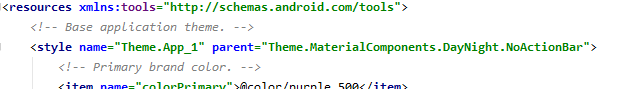 <resources xmlns:tools="http://schemas.android.com/tools">
<!-- Base application theme. -->
<style name="Theme.App_1" parent="Theme.MaterialComponents.DayNight.NoActionBar">
<!-- Primary brand color. -->
<item name="colorPrimary">@color/purple_500</item>